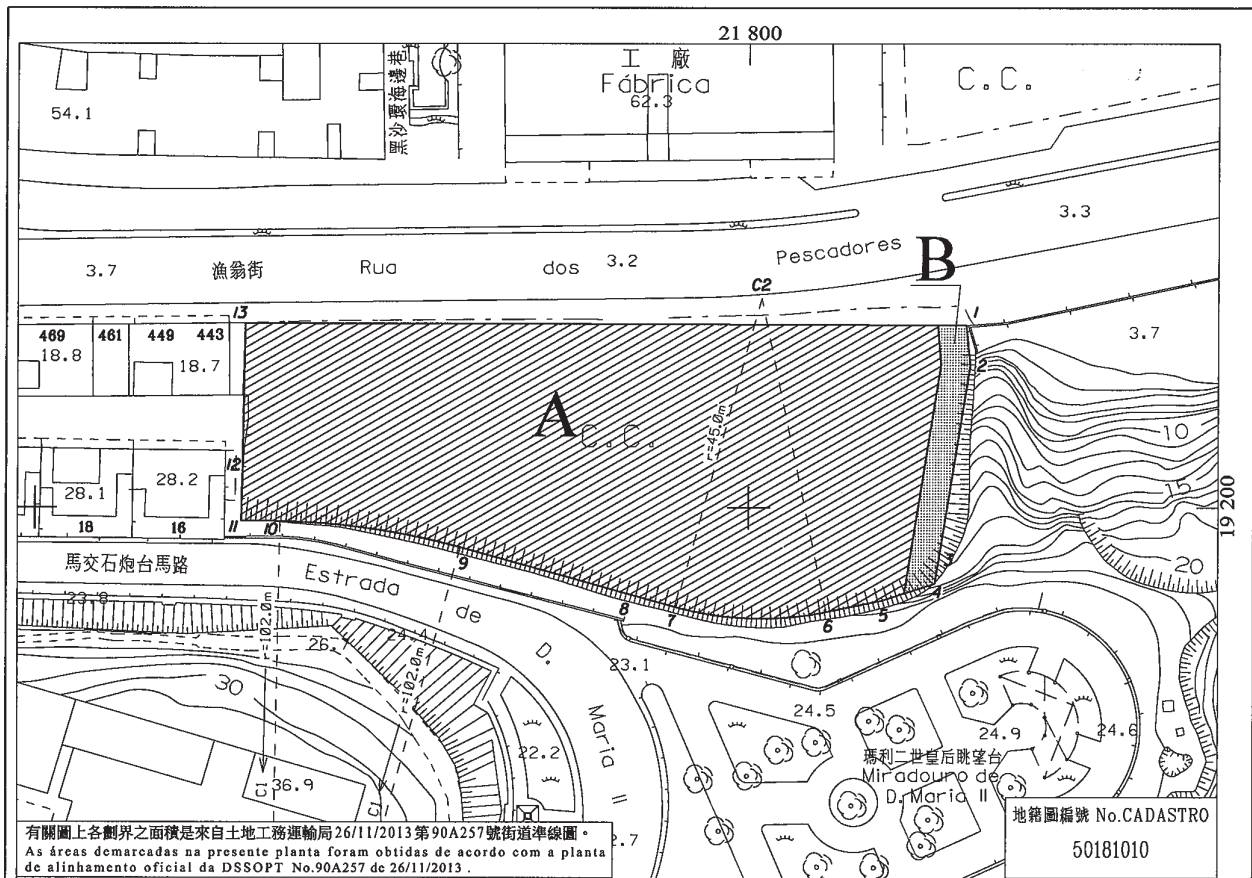 21 800
工 廠
Fábrica
62.3
C.C.
54.1
黑沙環海邊巷
3.3
Pescadores
3.7 漁翁街 Rua dos 3.2
B
C2
13
1
3.7
2
469 461 449 443
18.8 18.7
A
C.C.
r=45.0m
10
15
20
19 200
12
28.1 28.2
18 16
11 10
9
8 7 6 5 4
馬交石炮台馬路
Estrada de D. Maria II
23.8
24.4
26.7
r=102.0m
r=102.0m
30
23.1
24.5
24.9
24.6
22.2
瑪利二世皇后眺望台
Miradouro de
D. Maria II
36.9
C1
C1
2.7
有關圖上各劃界之面積是來自土地工務運輸局26/11/2013第90A257號街道準線圖。
As áreas demarcadas na presente planta foram obtidas de acordo com a planta
de alinhamento oficial da DSSOPT No.90A257 de 26/11/2013 .
地籍圖編號 No.CADASTRO
50181010